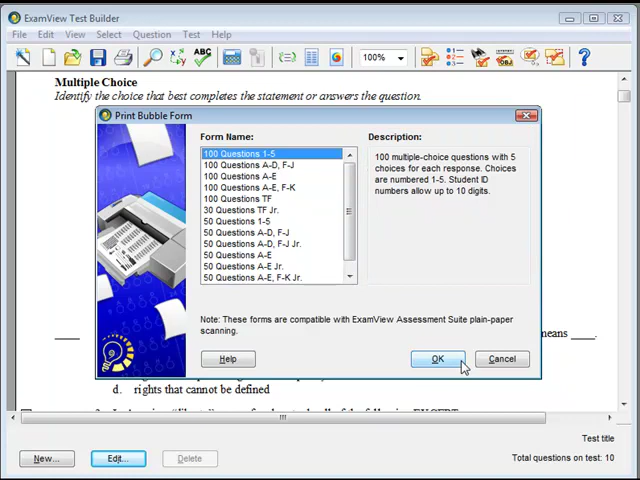 ExamView Test Builder
File Edit View Select Question Test Help
ABC
100%
OBJ
Multiple Choice
Identify the choice that best completes the statement or answers the question.
Print Bubble Form
Form Name:
100 Questions 1-5
100 Questions A-D, F-J
100 Questions A-E
100 Questions A-E, F-K
100 Questions TF
30 Questions TF Jr.
50 Questions 1-5
50 Questions A-D, F-J
50 Questions A-D, F-J Jr.
50 Questions A-E
50 Questions A-E Jr.
50 Questions A-E, F-K Jr.
Description:
100 multiple-choice questions with 5
choices for each response. Choices
are numbered 1-5. Student ID
numbers allow up to 10 digits.
Note: These forms are compatible with ExamView Assessment Suite plain-paper
scanning.
means ____.
Help OK Cancel
d. rights that cannot be defined
New... Edit... Delete
Test title
Total questions on test: 10